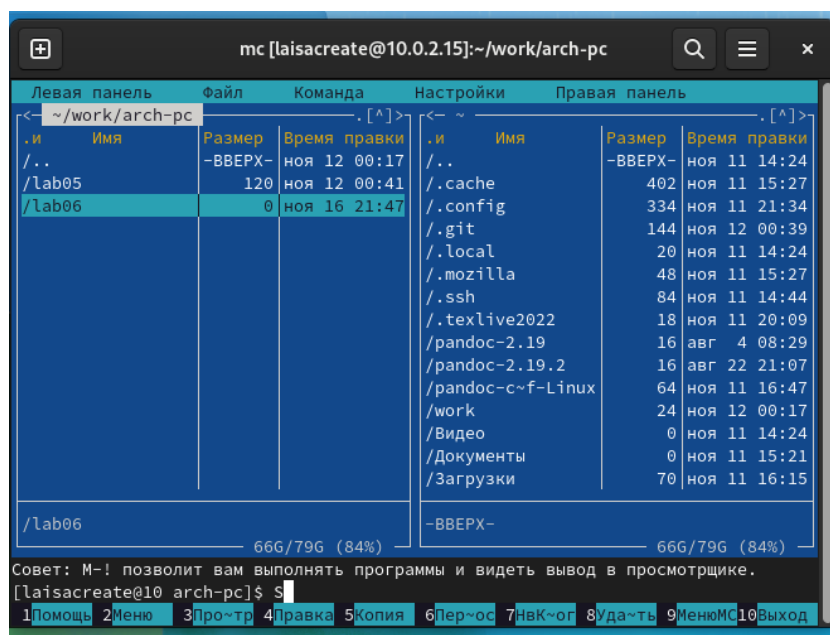 mc [laisacreate@10.0.2.15]:~/work/arch-pc
Левая панель Файл Команда Настройки Правая панель
<— ~/work/arch-pc .[^]> <— ~ .[^]>
.и Имя Размер Время правки .и Имя Размер Время правки
/.. -ВВЕРХ- ноя 12 00:17 /.. -ВВЕРХ- ноя 11 14:24
/lab05 120 ноя 12 00:41 /.cache 402 ноя 11 15:27
/lab06 0 ноя 16 21:47 /.config 334 ноя 11 21:34
/.git 144 ноя 12 00:39
/.local 20 ноя 11 14:24
/.mozilla 48 ноя 11 15:27
/.ssh 84 ноя 11 14:44
/.texlive2022 18 ноя 11 20:09
/pandoc-2.19 16 авг 4 08:29
/pandoc-2.19.2 16 авг 22 21:07
/pandoc-c~f-Linux 64 ноя 11 16:47
/work 24 ноя 12 00:17
/Видео 0 ноя 11 14:24
/Документы 0 ноя 11 15:21
/Загрузки 70 ноя 11 16:15
/lab06 -ВВЕРХ-
66G/79G (84%) 66G/79G (84%)
Совет: M-! позволит вам выполнять программы и видеть вывод в просмотрщике.
[laisacreate@10 arch-pc]$ S
1Помощь 2Меню 3Про~тр 4Правка 5Копия 6Пер~ос 7НвК~ог 8Уда~ть 9МенюMC 10Выход